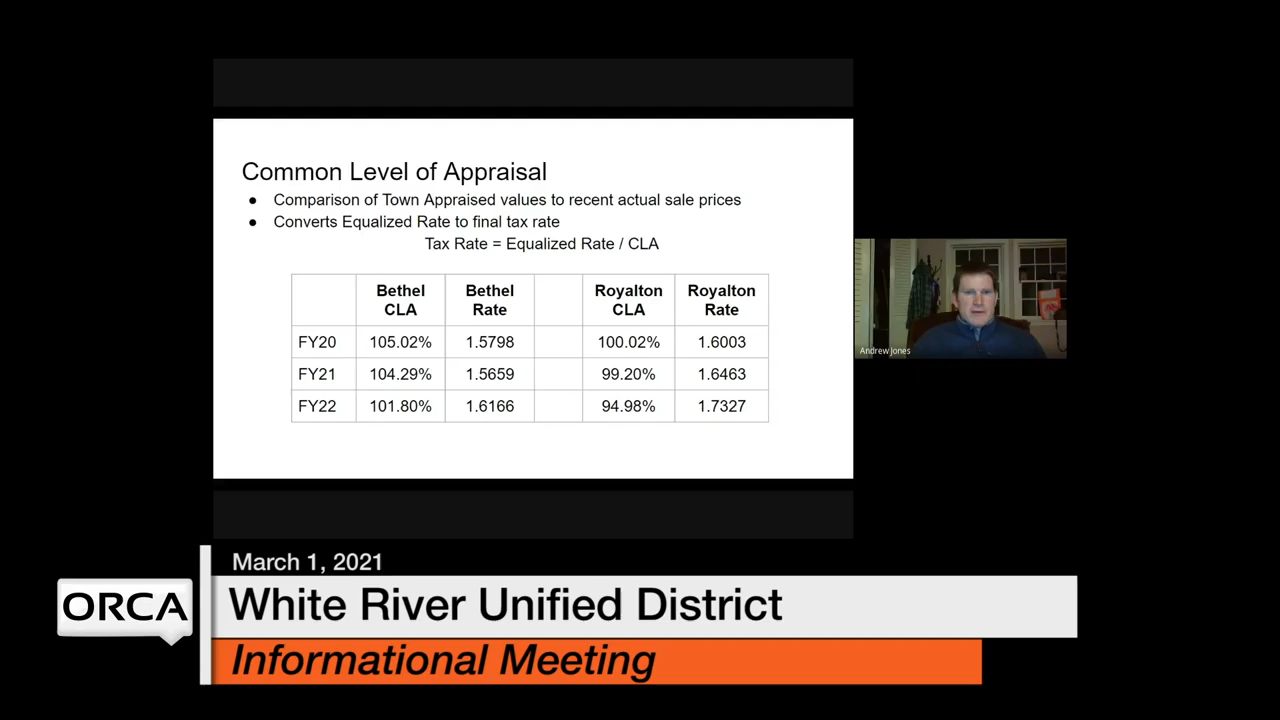 Common Level of Appraisal
● Comparison of Town Appraised values to recent actual sale prices
● Converts Equalized Rate to final tax rate
Tax Rate = Equalized Rate / CLA
Bethel CLA Bethel Rate Royalton CLA Royalton Rate
FY20 105.02% 1.5798 100.02% 1.6003
FY21 104.29% 1.5659 99.20% 1.6463
FY22 101.80% 1.6166 94.98% 1.7327
Andrew Jones
March 1, 2021
ORCA
White River Unified District
Informational Meeting